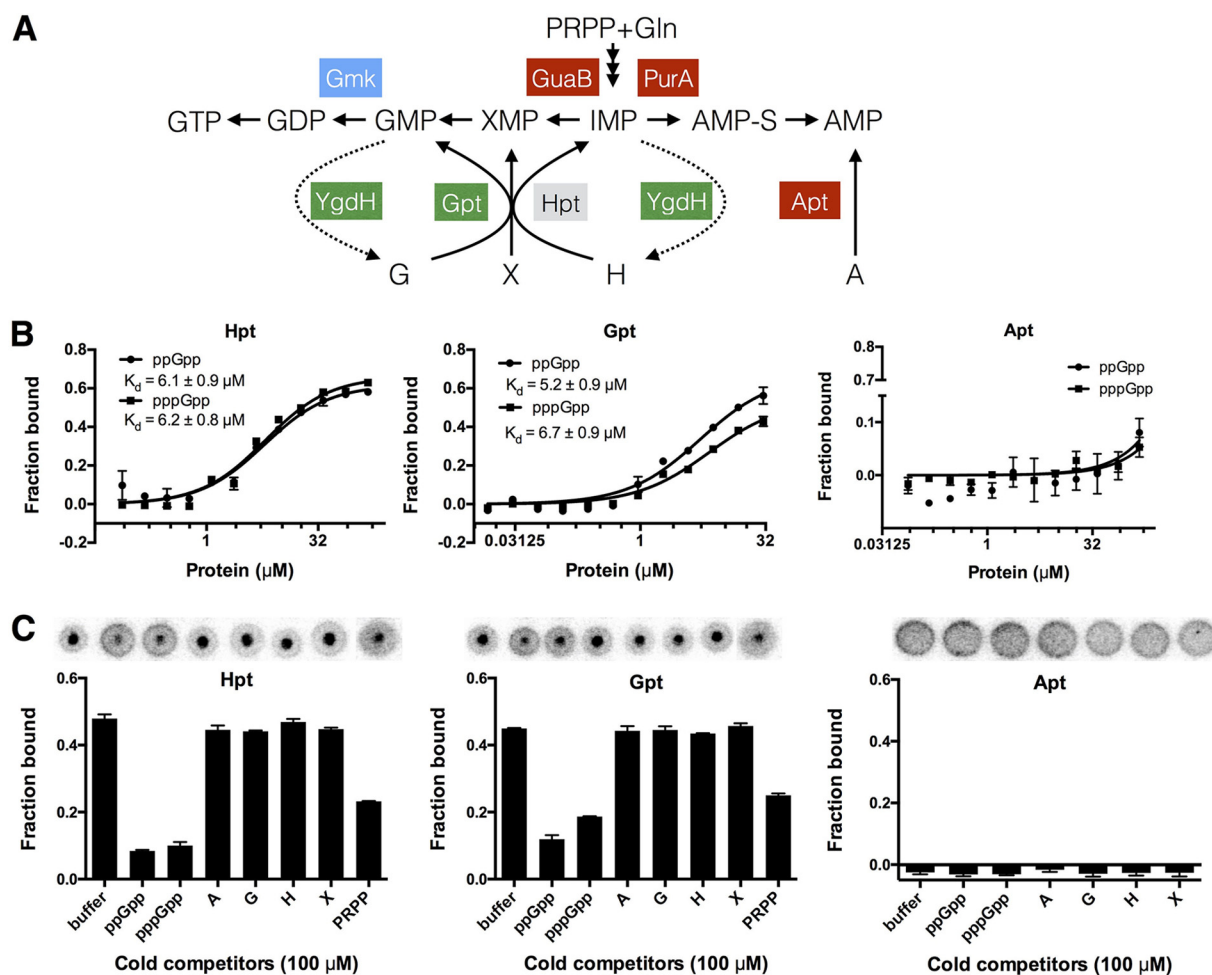 A
PRPP+Gln
Gmk
GuaB
PurA
GTP GDP GMP XMP IMP AMP-S AMP
YgdH
Gpt
Hpt
YgdH
Apt
G X H A
B
Hpt
Fraction bound
0.8
0.6
0.4
0.2
0.0
-0.2
ppGpp
Kd = 6.1 ± 0.9 µM
pppGpp
Kd = 6.2 ± 0.8 µM
1 32
Protein (µM)
Gpt
Fraction bound
0.8
0.6
0.4
0.2
0.0
-0.2
ppGpp
Kd = 5.2 ± 0.9 µM
pppGpp
Kd = 6.7 ± 0.9 µM
0.03125 1 32
Protein (µM)
Apt
Fraction bound
0.8
0.7
0.1
0.0
ppGpp
pppGpp
0.03125 1 32
Protein (µM)
C
Hpt
Fraction bound
0.6
0.4
0.2
0.0
buffer ppGpp pppGpp A G H X PRPP
Cold competitors (100 µM)
Gpt
Fraction bound
0.6
0.4
0.2
0.0
buffer ppGpp pppGpp A G H X PRPP
Cold competitors (100 µM)
Apt
Fraction bound
0.6
0.4
0.2
0.0
buffer ppGpp pppGpp A G H X
Cold competitors (100 µM)